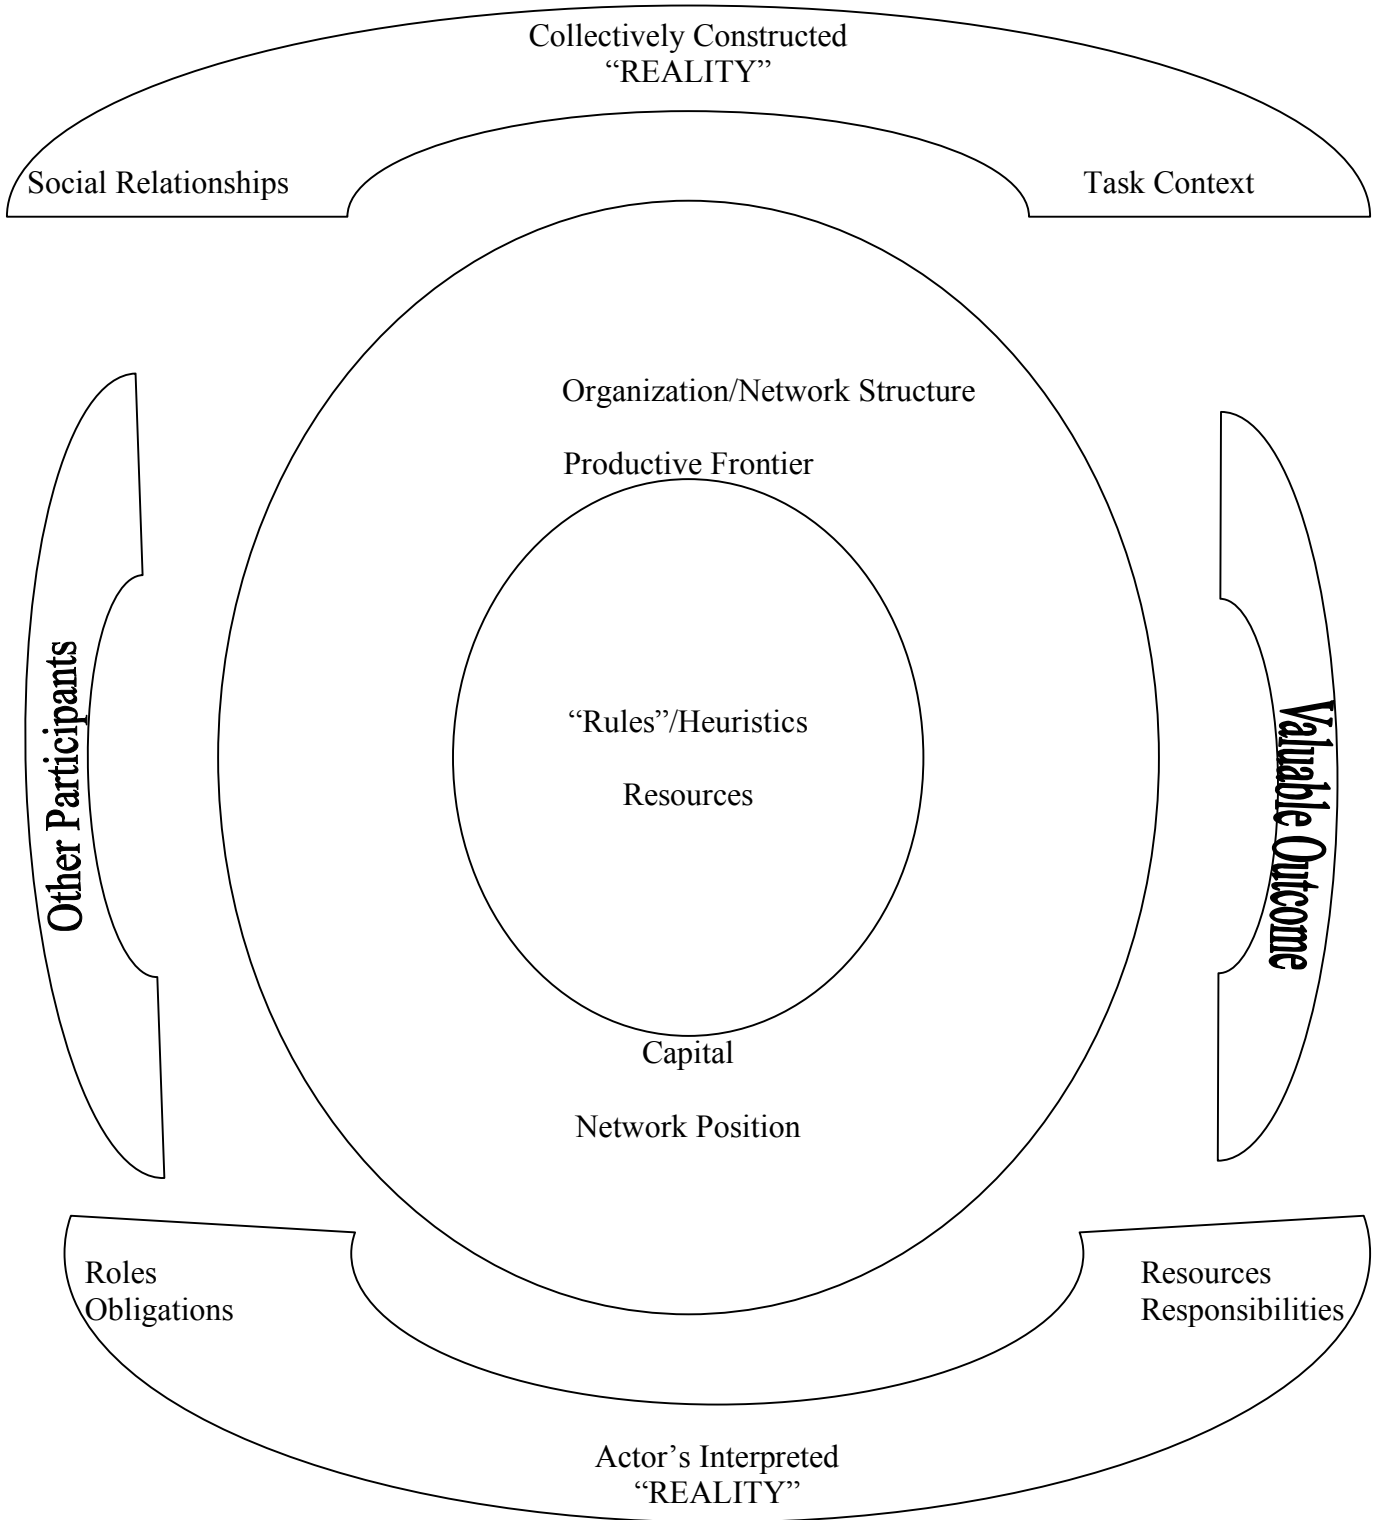 Collectively Constructed
“REALITY”
Social Relationships
Task Context
Organization/Network Structure
Productive Frontier
Other Participants
“Rules”/Heuristics
Resources
Valuable Outcome
Capital
Network Position
Roles
Obligations
Resources
Responsibilities
Actor’s Interpreted
“REALITY”